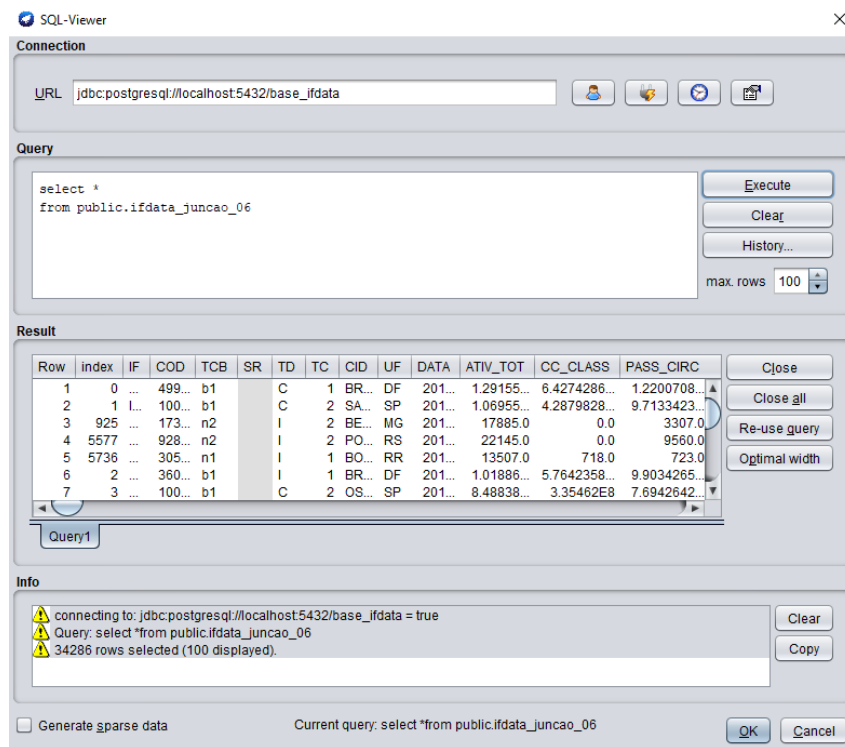 SQL-Viewer
Connection
URL jdbc:postgresql://localhost:5432/base_ifdata
Query
select *
from public.ifdata_juncao_06
Execute
Clear
History...
max. rows 100
Result
Row index IF COD TCB SR TD TC CID UF DATA ATIV_TOT CC_CLASS PASS_CIRC
1 0 ... 499... b1 C 1 BR... DF 201... 1.29155... 6.4274286... 1.2200708...
2 1 I... 100... b1 C 2 SA... SP 201... 1.06955... 4.2879828... 9.7133423...
3 925 ... 173... n2 I 2 BE... MG 201... 17885.0 0.0 3307.0
4 5577 ... 928... n2 I 2 PO... RS 201... 22145.0 0.0 9560.0
5 5736 ... 305... n1 I 1 BO... RR 201... 13507.0 718.0 723.0
6 2 ... 360... b1 I 1 BR... DF 201... 1.01886... 5.7642358... 9.9034265...
7 3 ... 100... b1 C 2 OS... SP 201... 8.48838... 3.35462E8 7.6942642...
Close
Close all
Re-use query
Optimal width
Query1
Info
connecting to: jdbc:postgresql://localhost:5432/base_ifdata = true
Query: select *from public.ifdata_juncao_06
34286 rows selected (100 displayed).
Clear
Copy
Generate sparse data
Current query: select *from public.ifdata_juncao_06
OK
Cancel